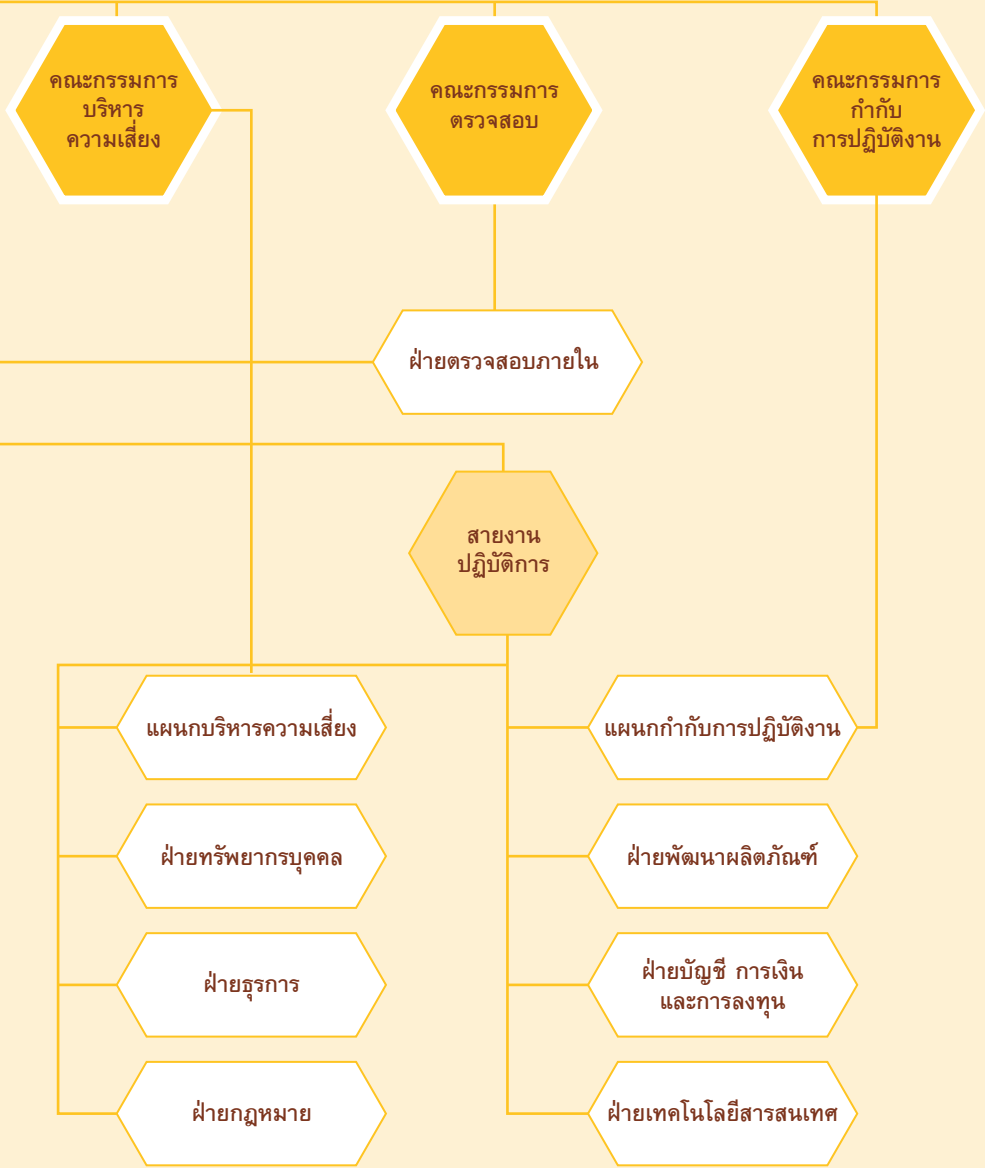 คณะกรรมการ
บริหาร
ความเสี่ยง
คณะกรรมการ
ตรวจสอบ
คณะกรรมการ
กำกับ
การปฏิบัติงาน
ฝ่ายตรวจสอบภายใน
สายงาน
ปฏิบัติการ
แผนกบริหารความเสี่ยง
แผนกกำกับการปฏิบัติงาน
ฝ่ายทรัพยากรบุคคล
ฝ่ายพัฒนาผลิตภัณฑ์
ฝ่ายธุรการ
ฝ่ายบัญชี การเงิน
และการลงทุน
ฝ่ายกฎหมาย
ฝ่ายเทคโนโลยีสารสนเทศ